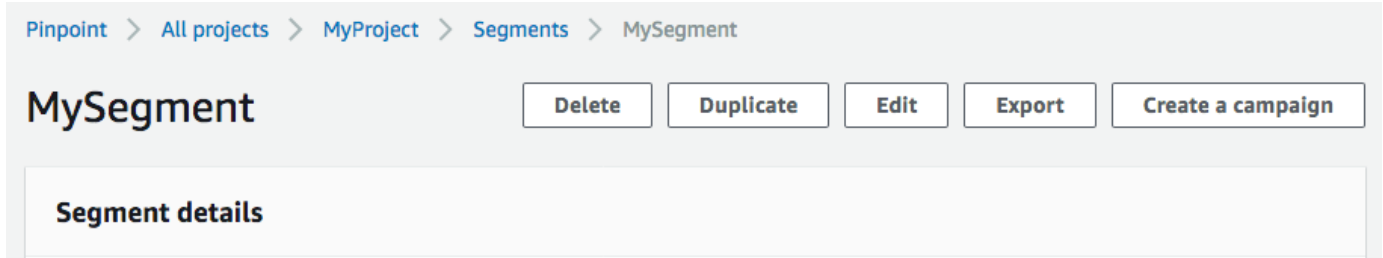 Pinpoint > All projects > MyProject > Segments > MySegment
MySegment Delete Duplicate Edit Export Create a campaign
Segment details